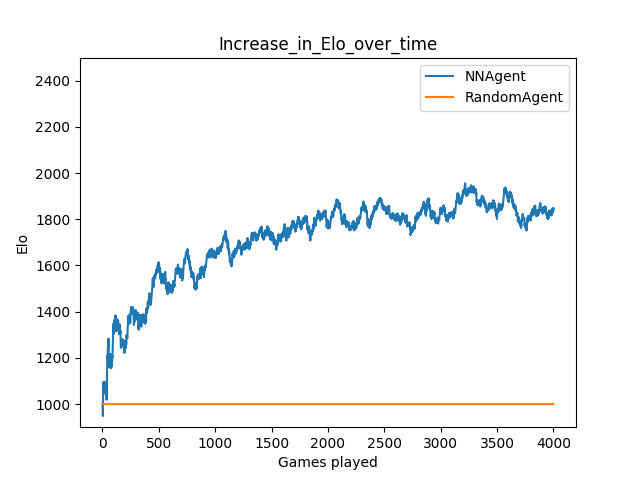 Increase_in_Elo_over_time
NNAgent
RandomAgent
2400
2200
2000
1800
1600
1400
1200
1000
Elo
0 500 1000 1500 2000 2500 3000 3500 4000
Games played